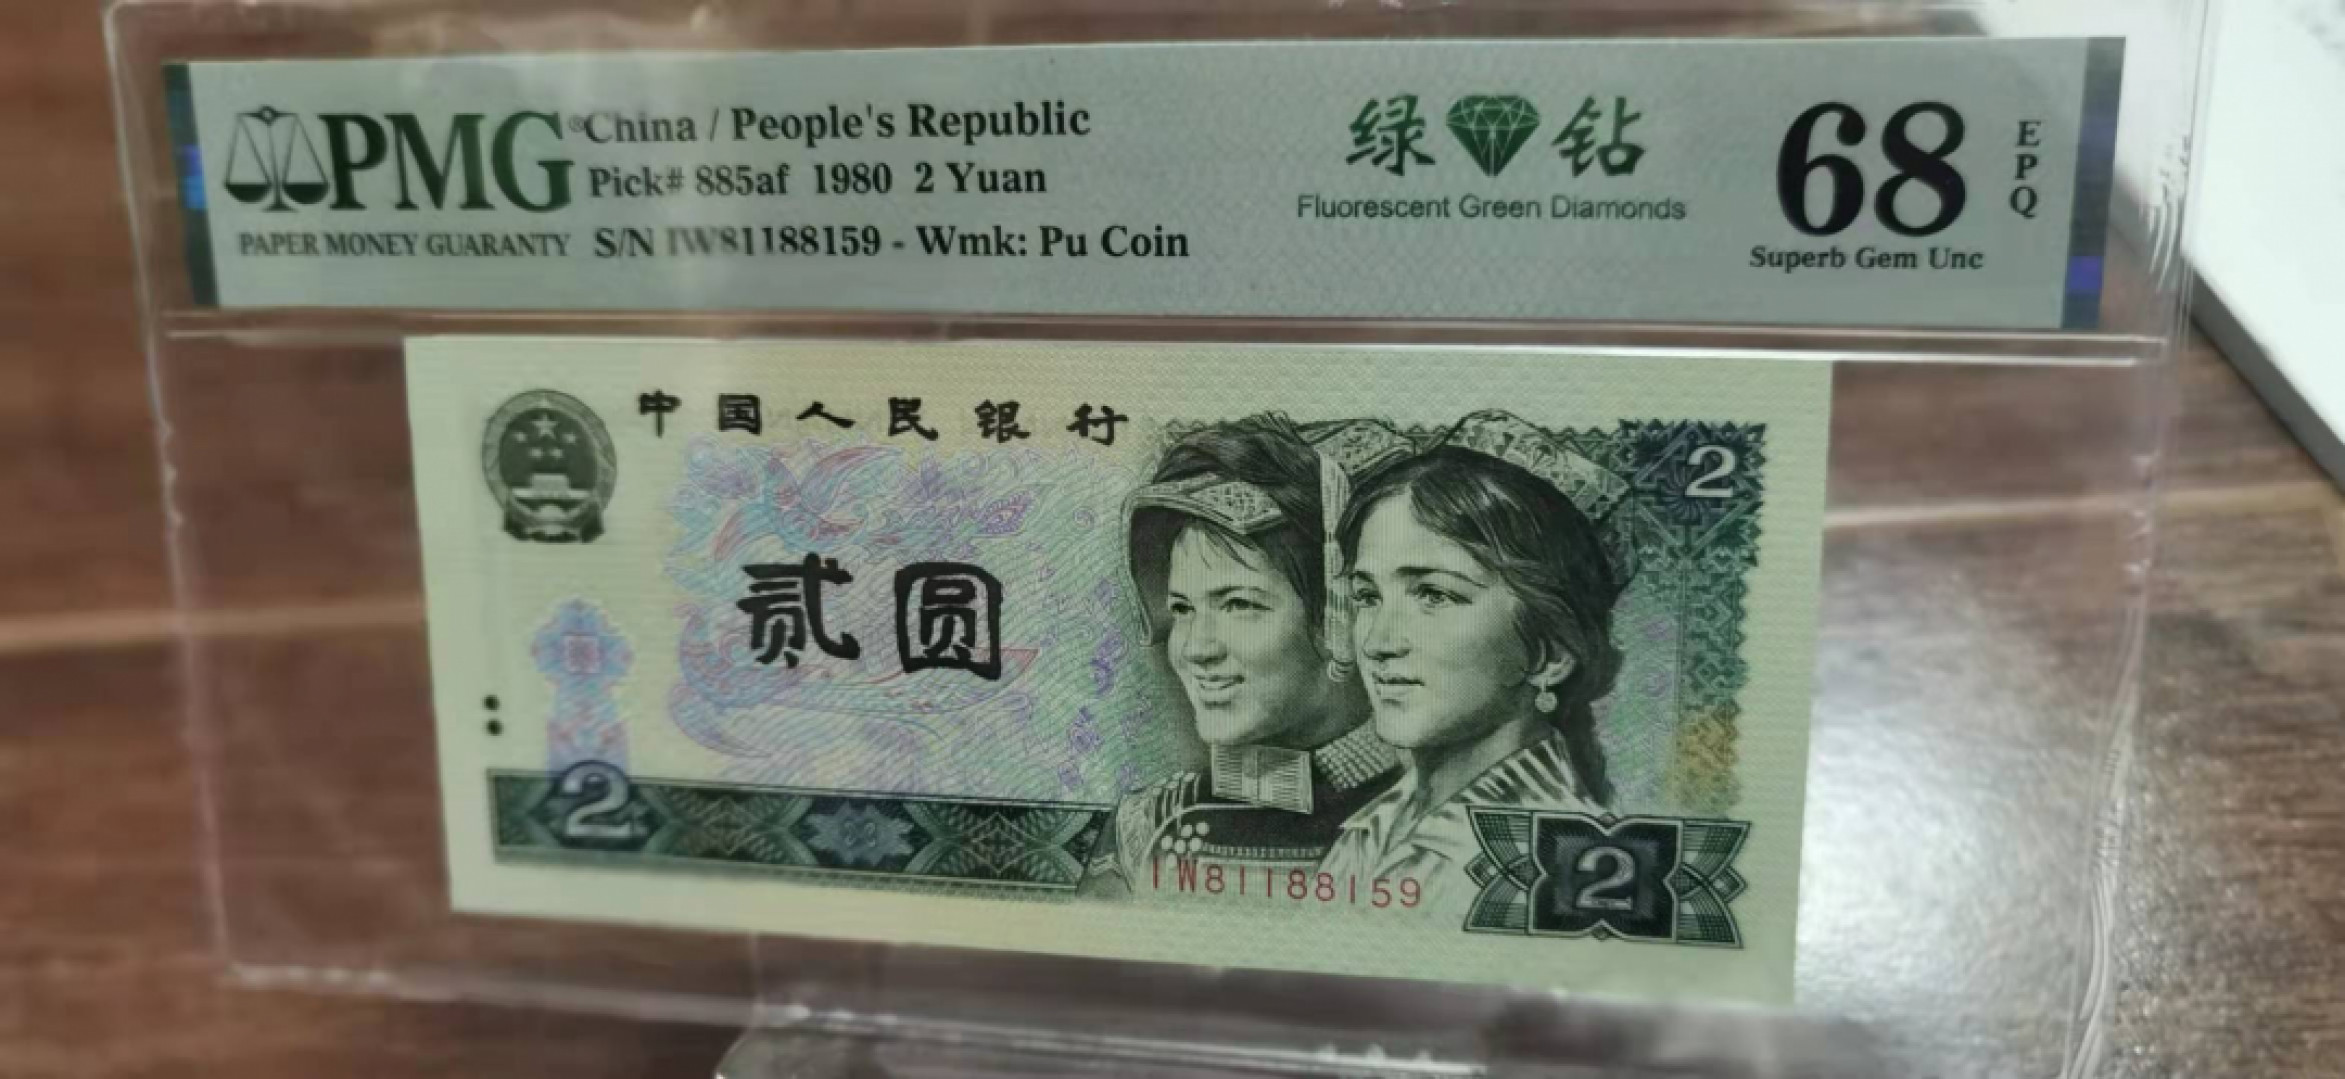 PMG® China / People's Republic
Pick# 885af 1980 2 Yuan
PAPER MONEY GUARANTY S/N IW81188159 - Wmk: Pu Coin
绿钻
Fluorescent Green Diamonds
68 EPQ
Superb Gem Unc
中国人民银行
2
贰圆
2
IW81188159
2